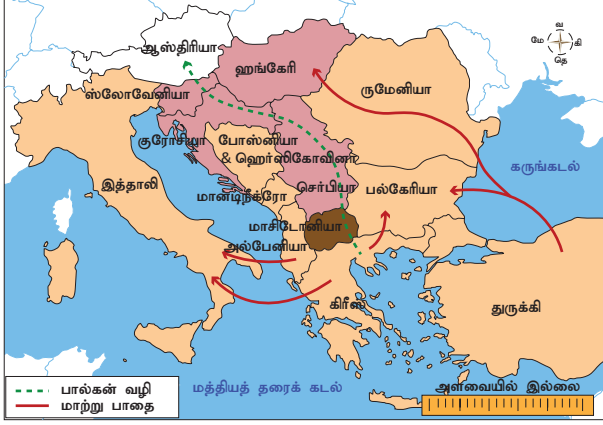 வ
மே கி
தெ
ஆஸ்திரியா
ஹங்கேரி
ருமேனியா
ஸ்லோவேனியா
குரோசியா
போஸ்னியா
& ஹெர்ஸிகோவினா
கருங்கடல்
இத்தாலி
செர்பியா
பல்கேரியா
மான்டிநீக்ரோ
மாசிடோனியா
அல்பேனியா
கிரீஸ்
துருக்கி
பால்கன் வழி
மாற்று பாதை
மத்தியத் தரைக் கடல்
அளவையில் இல்லை